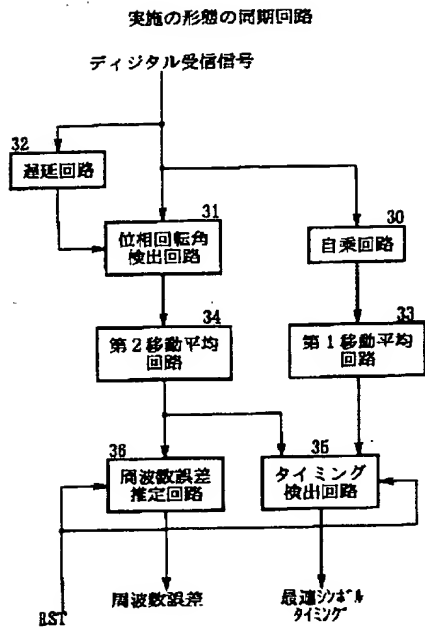 実施の形態の同期回路
ディジタル受信信号
32
遅延回路
31
位相回転角
検出回路
30
自乗回路
34
第2移動平均
回路
33
第1移動平均
回路
36
周波数誤差
推定回路
35
タイミング
検出回路
RST
周波数誤差
最適シンボル
タイミング